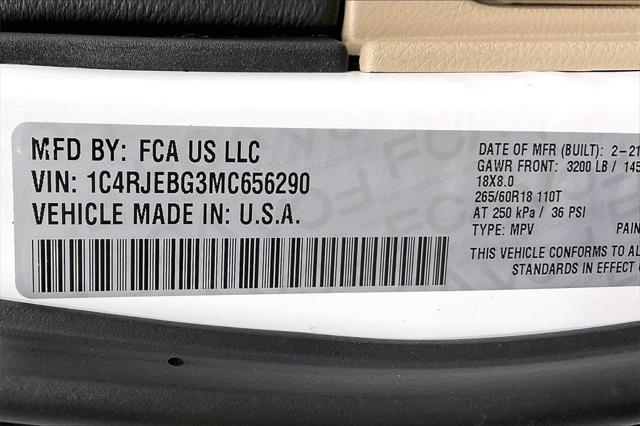 MFD BY: FCA US LLC
VIN: 1C4RJEBG3MC656290
VEHICLE MADE IN: U.S.A.
DATE OF MFR (BUILT): 2-21
GAWR FRONT: 3200 LB / 145
18X8.0
265/60R18 110T
AT 250 kPa / 36 PSI
TYPE: MPV PAIN
THIS VEHICLE CONFORMS TO AL
STANDARDS IN EFFECT